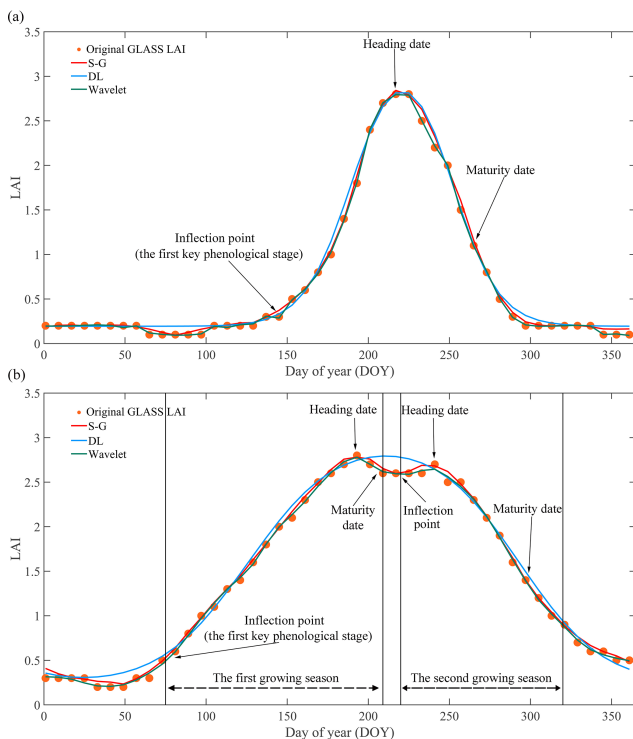 (a)
3.5
3
2.5
2
1.5
1
0.5
0
LAI
Original GLASS LAI
S-G
DL
Wavelet
Heading date
Maturity date
Inflection point
(the first key phenological stage)
0 50 100 150 200 250 300 350
Day of year (DOY)
(b)
3.5
3
2.5
2
1.5
1
0.5
0
LAI
Original GLASS LAI
S-G
DL
Wavelet
Heading date
Heading date
Maturity
date
Inflection
point
Maturity date
Inflection point
(the first key phenological stage)
The first growing season
The second growing season
0 50 100 150 200 250 300 350
Day of year (DOY)